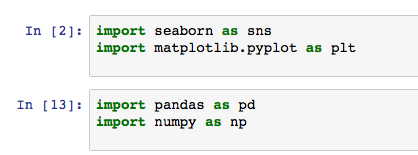 In [2]: import seaborn as sns
import matplotlib.pyplot as plt
In [13]: import pandas as pd
import numpy as np